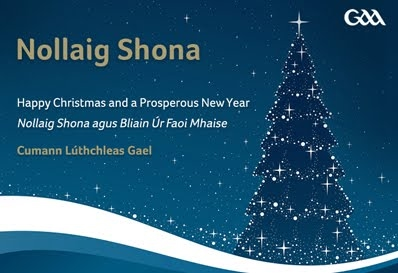 GAA
Nollaig Shona
Happy Christmas and a Prosperous New Year
Nollaig Shona agus Bliain Úr Faoi Mhaise
Cumann Lúthchleas Gael